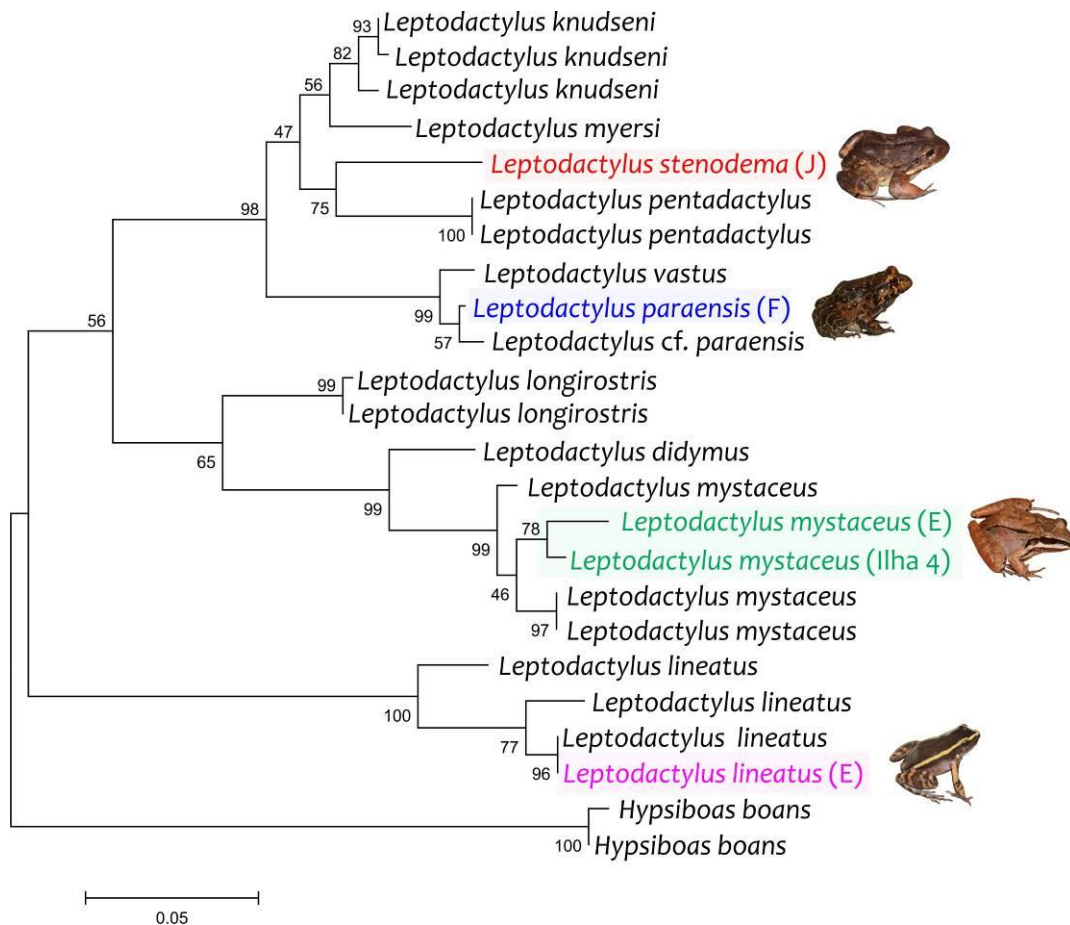 93
Leptodactylus knudseni
82
Leptodactylus knudseni
56
Leptodactylus knudseni
47
Leptodactylus myersi
Leptodactylus stenodema (J)
75
Leptodactylus pentadactylus
98
100
Leptodactylus pentadactylus
Leptodactylus vastus
99
Leptodactylus paraensis (F)
56
57
Leptodactylus cf. paraensis
99
Leptodactylus longirostris
Leptodactylus longirostris
65
Leptodactylus didymus
99
Leptodactylus mystaceus
78
Leptodactylus mystaceus (E)
99
Leptodactylus mystaceus (Ilha 4)
46
Leptodactylus mystaceus
97
Leptodactylus mystaceus
Leptodactylus lineatus
100
Leptodactylus lineatus
77
Leptodactylus lineatus
96
Leptodactylus lineatus (E)
Hypsiboas boans
100
Hypsiboas boans
0.05